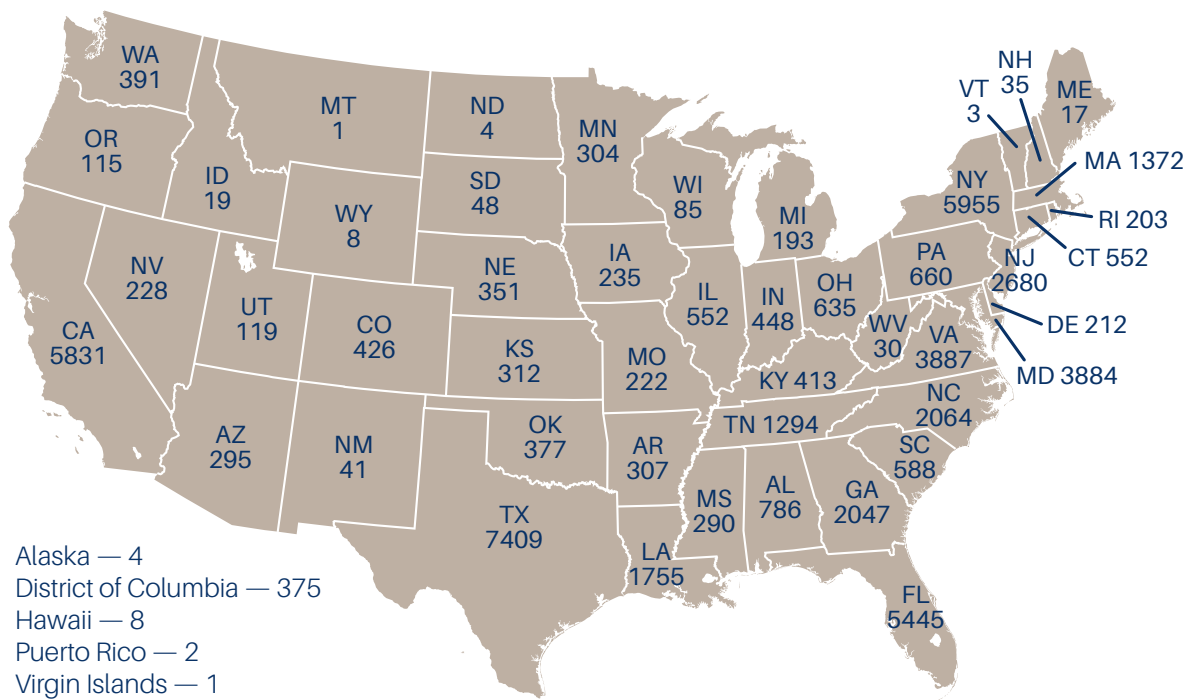 WA
391
OR
115
ID
19
MT
1
ND
4
MN
304
SD
48
WY
8
WI
85
MI
193
VT
3
NH
35
ME
17
MA 1372
RI 203
CT 552
NY
5955
PA
660
NJ
2680
DE 212
MD 3884
NV
228
CA
5831
UT
119
CO
426
NE
351
IA
235
IL
552
IN
448
OH
635
WV
30
VA
3887
KS
312
MO
222
KY 413
NC
2064
TN 1294
AZ
295
NM
41
OK
377
AR
307
SC
588
MS
290
AL
786
GA
2047
TX
7409
LA
1755
FL
5445
Alaska — 4
District of Columbia — 375
Hawaii — 8
Puerto Rico — 2
Virgin Islands — 1